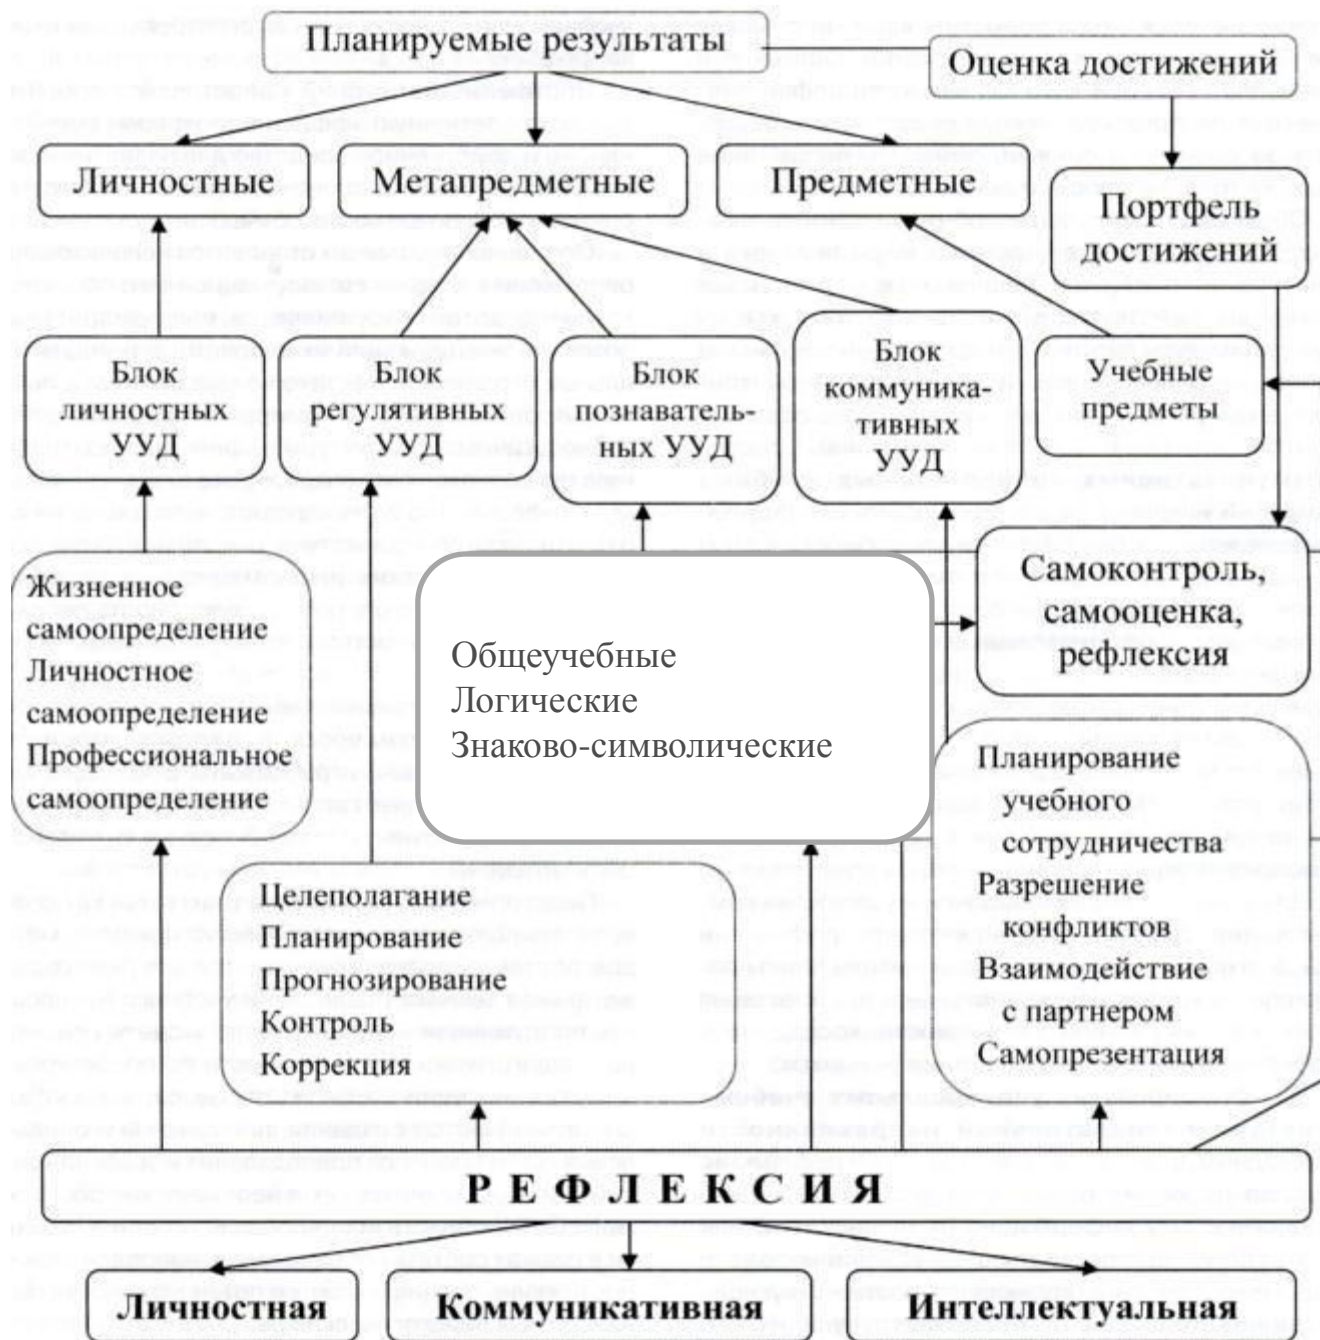 Планируемые результаты
Оценка достижений
Личностные
Метапредметные
Предметные
Портфель
достижений
Блок
личностных
УУД
Блок
регулятивных
УУД
Блок
познаватель-
ных УУД
Блок
коммуника-
тивных
УУД
Учебные
предметы
Жизненное
самоопределение
Личностное
самоопределение
Профессиональное
самоопределение
Общеучебные
Логические
Знаково-символические
Самоконтроль,
самооценка,
рефлексия
Целеполагание
Планирование
Прогнозирование
Контроль
Коррекция
Планирование
учебного
сотрудничества
Разрешение
конфликтов
Взаимодействие
с партнером
Самопрезентация
РЕФЛЕКСИЯ
Личностная
Коммуникативная
Интеллектуальная